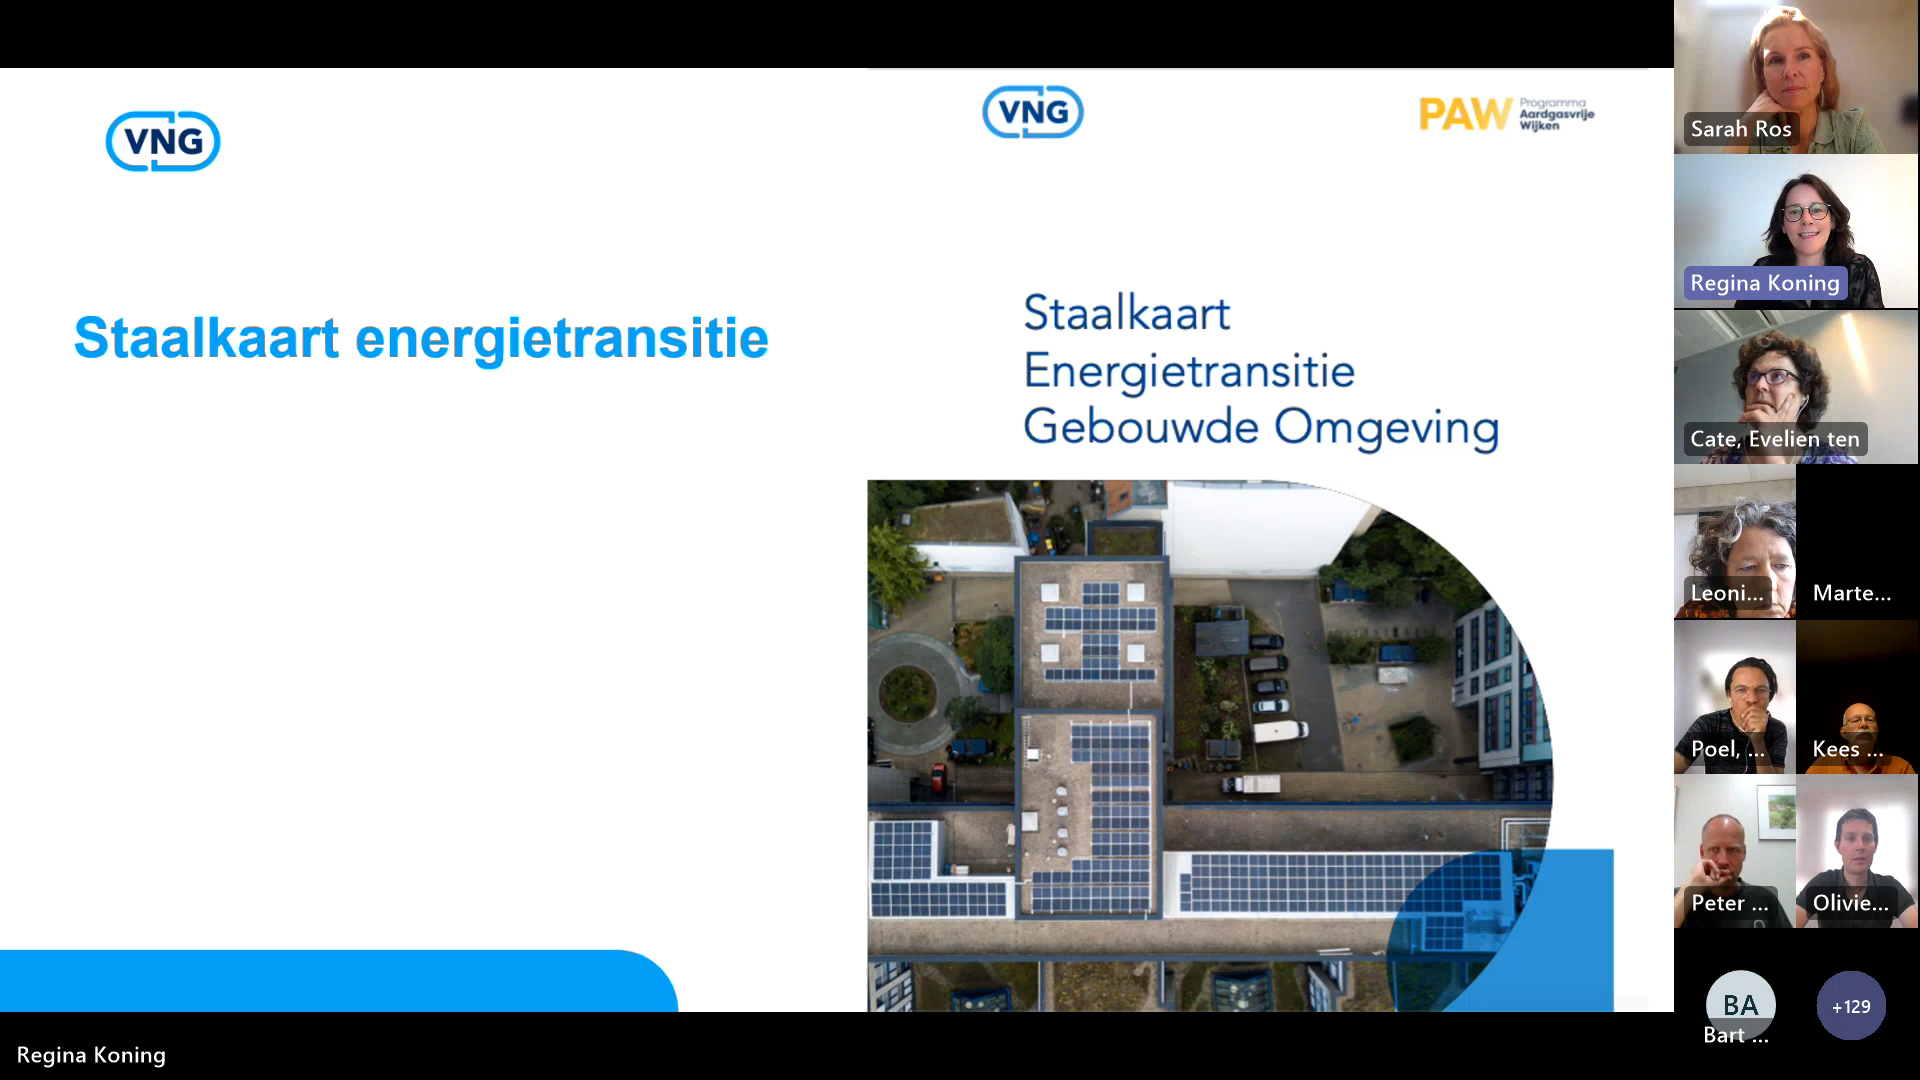 VNG
Staalkaart energietransitie
VNG
PAW Programma
Aardgasvrije
Wijken
Staalkaart
Energietransitie
Gebouwde Omgeving
Regina Koning
Sarah Ros
Regina Koning
Cate, Evelien ten
Leoni...
Marte...
Poel, ...
Kees ...
Peter ...
Olivie...
BA
Bart ...
+129